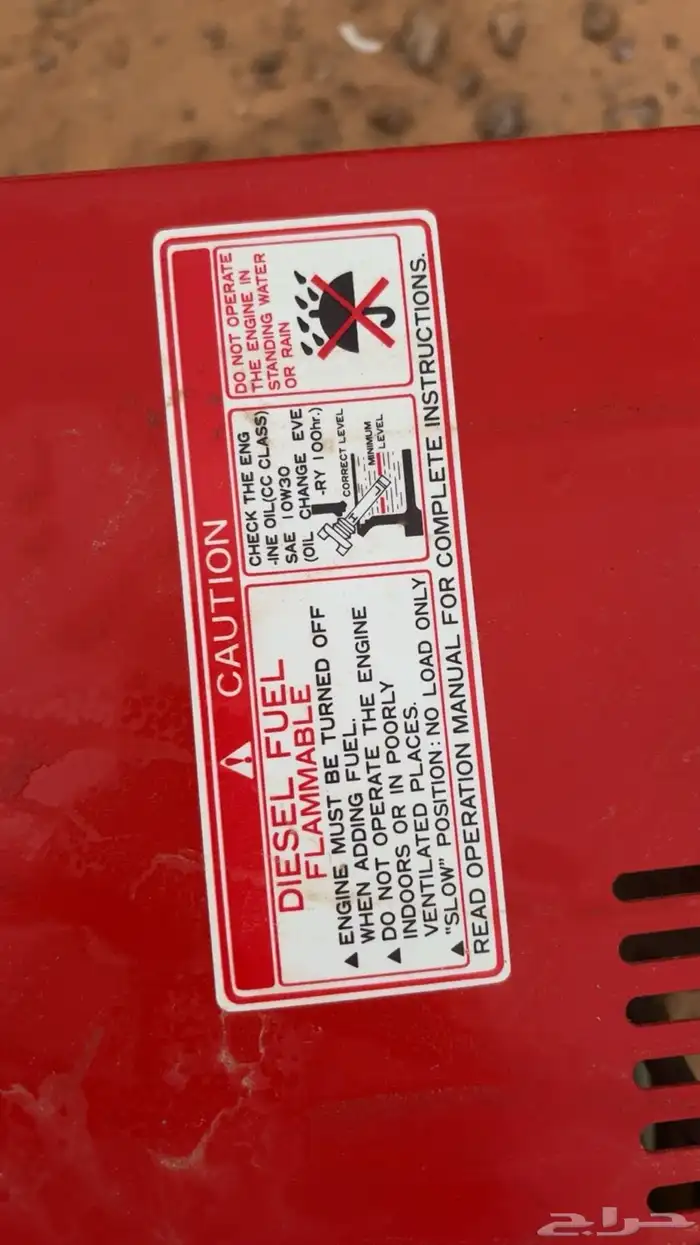 CAUTION
DIESEL FUEL
FLAMMABLE
▲ ENGINE MUST BE TURNED OFF
WHEN ADDING FUEL.
▲ DO NOT OPERATE THE ENGINE
INDOORS OR IN POORLY
VENTILATED PLACES.
▲ "SLOW" POSITION: NO LOAD ONLY
CHECK THE ENG
-INE OIL(CC CLASS)
SAE 10W30
(OIL CHANGE EVE
-RY 100hr.)
CORRECT LEVEL
MINIMUM
LEVEL
DO NOT OPERATE
THE ENGINE IN
STANDING WATER
OR RAIN
READ OPERATION MANUAL FOR COMPLETE INSTRUCTIONS.
حراج